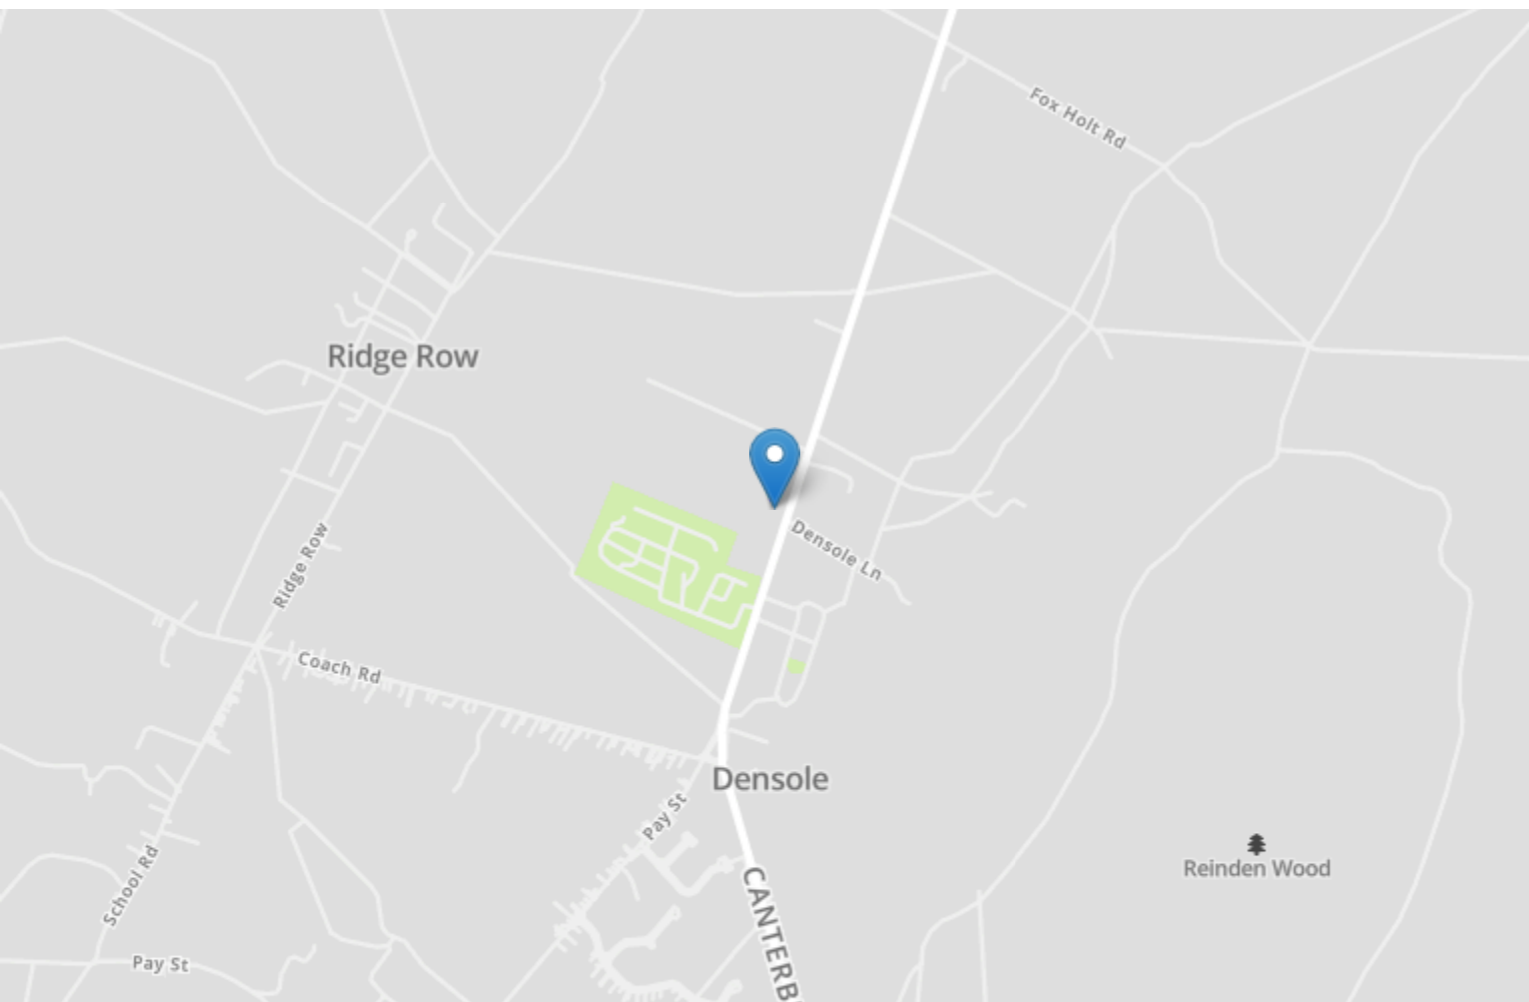 Fox Holt Rd
Ridge Row
Densole Ln
Ridge Row
Coach Rd
Densole
Pay St
Reinden Wood
School Rd
CANTERB
Pay St